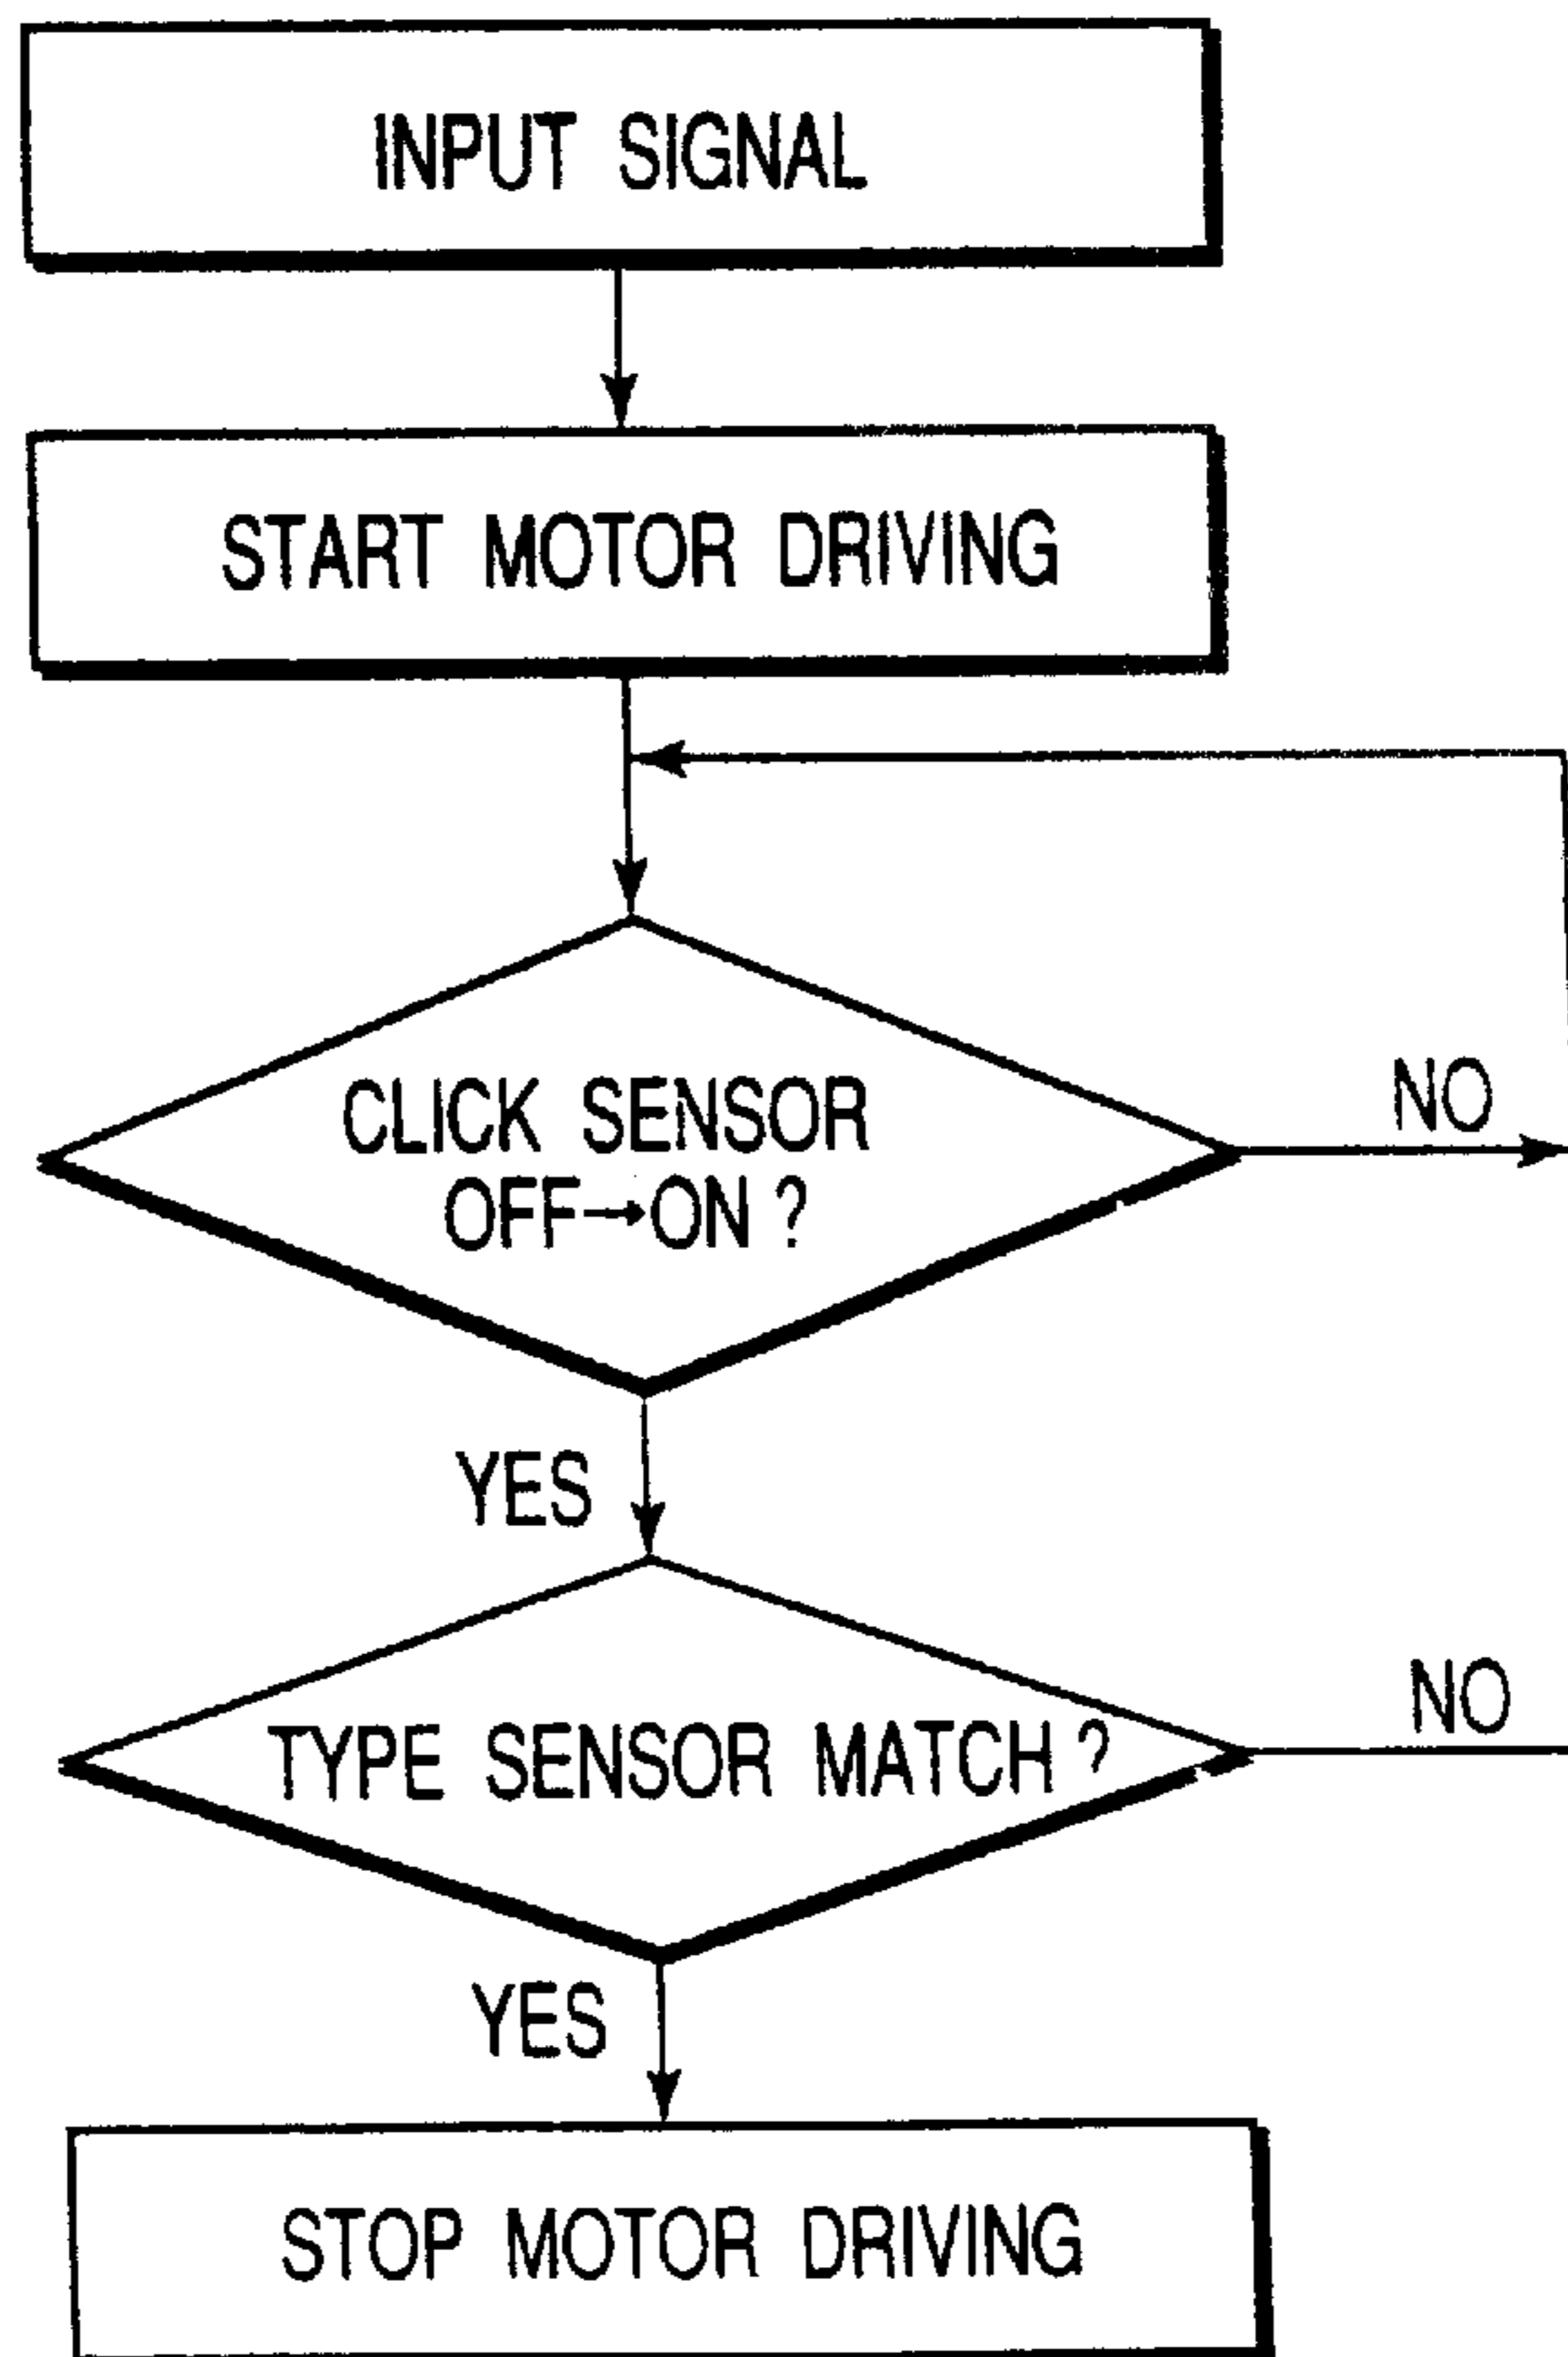 INPUT SIGNAL
START MOTOR DRIVING
CLICK SENSOR
OFF→ON ?
NO
YES
TYPE SENSOR MATCH ?
NO
YES
STOP MOTOR DRIVING